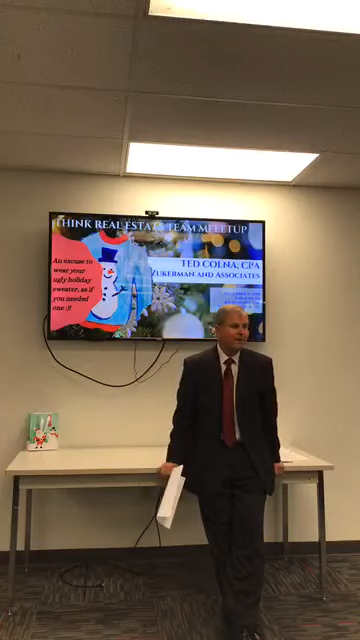 THINK REAL ESTATE TEAM MEETUP
An excuse to
wear your
ugly holiday
sweater, as if
you needed
one :)!
TED COLNA, CPA
ZUKERMAN AND ASSOCIATES